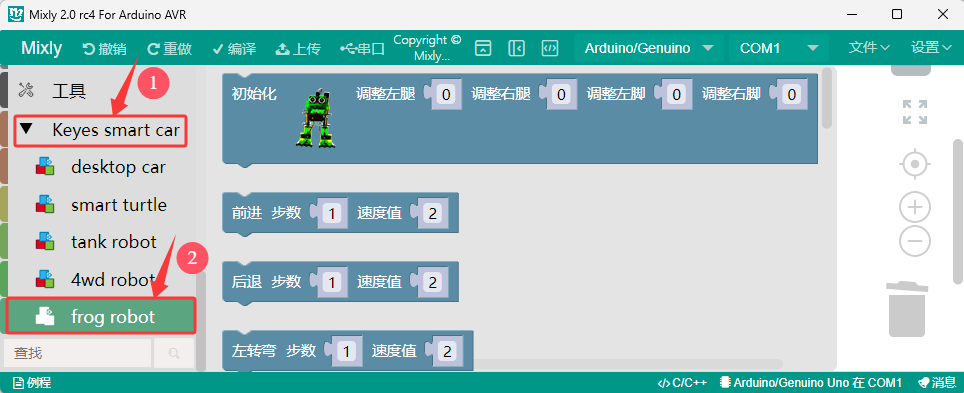 Mixly 2.0 rc4 For Arduino AVR
Mixly 撤销 重做 编译 上传 串口 Copyright © Mixly... Arduino/Genuino COM1 文件 设置
工具
1
Keyes smart car
desktop car
smart turtle
tank robot
2
4wd robot
frog robot
查找
初始化 调整左腿 0 调整右腿 0 调整左脚 0 调整右脚 0
前进 步数 1 速度值 2
后退 步数 1 速度值 2
左转弯 步数 1 速度值 2
例程 C/C++ Arduino/Genuino Uno 在 COM1 消息